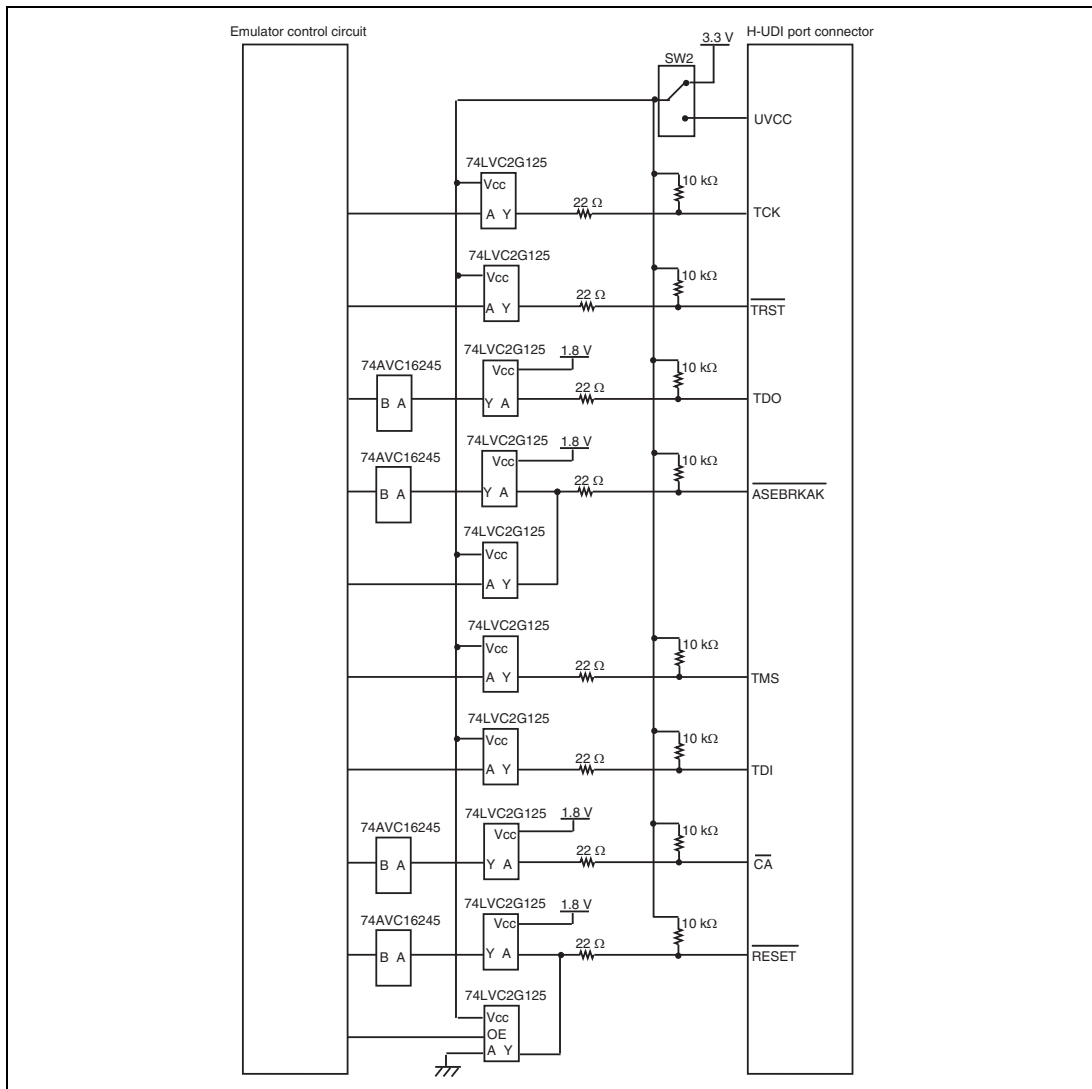 Emulator control circuit
H-UDI port connector
3.3 V
SW2
UVCC
74LVC2G125
Vcc
A Y
22 Ω
10 kΩ
TCK
74LVC2G125
Vcc
A Y
22 Ω
10 kΩ
TRST
74AVC16245
B A
74LVC2G125
Vcc
1.8 V
Y A
22 Ω
10 kΩ
TDO
74AVC16245
B A
74LVC2G125
Vcc
1.8 V
Y A
22 Ω
10 kΩ
ASEBRKAK
74LVC2G125
Vcc
A Y
74LVC2G125
Vcc
A Y
22 Ω
10 kΩ
TMS
74LVC2G125
Vcc
A Y
22 Ω
10 kΩ
TDI
74AVC16245
B A
74LVC2G125
Vcc
1.8 V
Y A
22 Ω
10 kΩ
CA
74AVC16245
B A
74LVC2G125
Vcc
1.8 V
Y A
22 Ω
10 kΩ
RESET
74LVC2G125
Vcc
OE
A Y